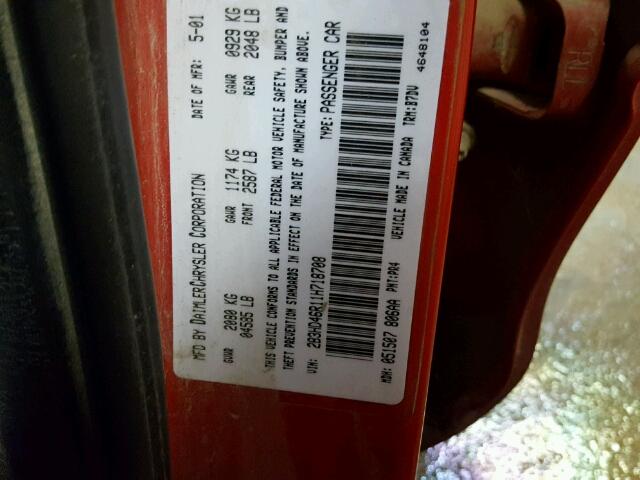 MFD BY DAIMLERCHRYSLER CORPORATION DATE OF MFR: 5-01
GVWR 2080 KG GAWR 1174 KG GAWR 0929 KG
04585 LB FRONT 2587 LB REAR 2048 LB
THIS VEHICLE CONFORMS TO ALL APPLICABLE FEDERAL MOTOR VEHICLE SAFETY, BUMPER AND
THEFT PREVENTION STANDARDS IN EFFECT ON THE DATE OF MANUFACTURE SHOWN ABOVE.
VIN: 2B3HD46R11H718708 TYPE: PASSENGER CAR
MDH: 051507 806AA PNT:PR4 VEHICLE MADE IN CANADA TRM:B7DV
4648104